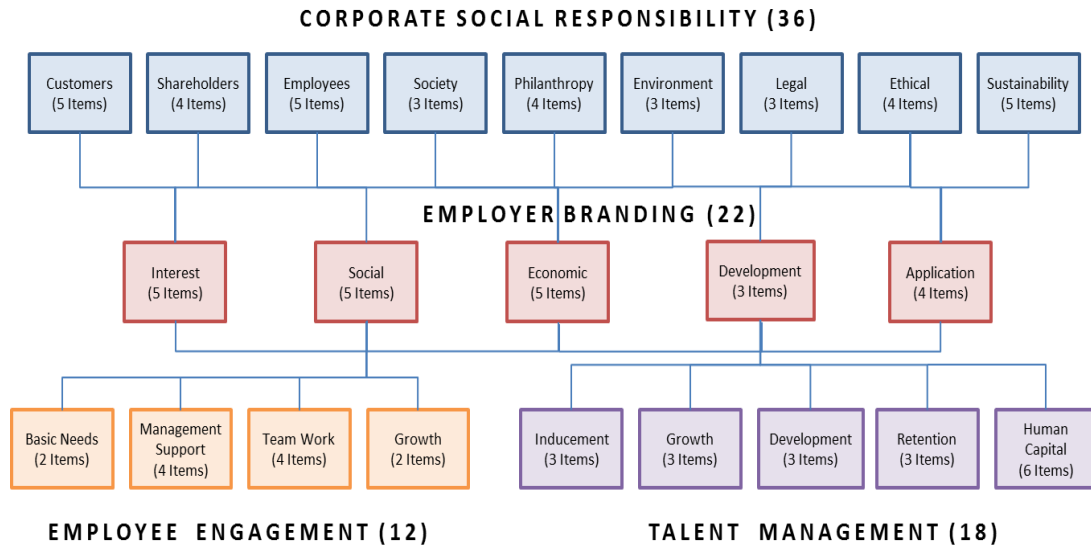 CORPORATE SOCIAL RESPONSIBILITY (36)
Customers
(5 Items)
Shareholders
(4 Items)
Employees
(5 Items)
Society
(3 Items)
Philanthropy
(4 Items)
Environment
(3 Items)
Legal
(3 Items)
Ethical
(4 Items)
Sustainability
(5 Items)
EMPLOYER BRANDING (22)
Interest
(5 Items)
Social
(5 Items)
Economic
(5 Items)
Development
(3 Items)
Application
(4 Items)
Basic Needs
(2 Items)
Management
Support
(4 Items)
Team Work
(4 Items)
Growth
(2 Items)
Inducement
(3 Items)
Growth
(3 Items)
Development
(3 Items)
Retention
(3 Items)
Human
Capital
(6 Items)
EMPLOYEE ENGAGEMENT (12)
TALENT MANAGEMENT (18)